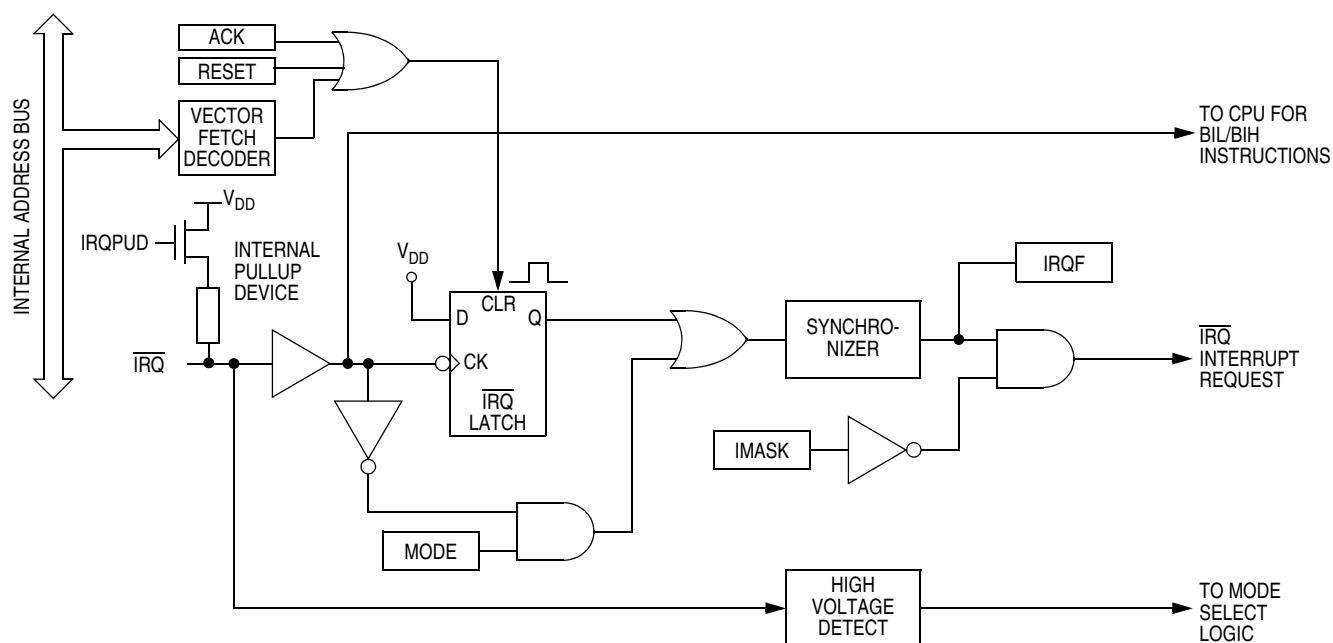 INTERNAL ADDRESS BUS
ACK
RESET
VECTOR
FETCH
DECODER
TO CPU FOR
BIL/BIH
INSTRUCTIONS
VDD
IRQPUD
INTERNAL
PULLUP
DEVICE
VDD
CLR
D
Q
CK
IRQ
LATCH
IRQ
SYNCHRO-
NIZER
IRQF
IRQ
INTERRUPT
REQUEST
IMASK
MODE
HIGH
VOLTAGE
DETECT
TO MODE
SELECT
LOGIC